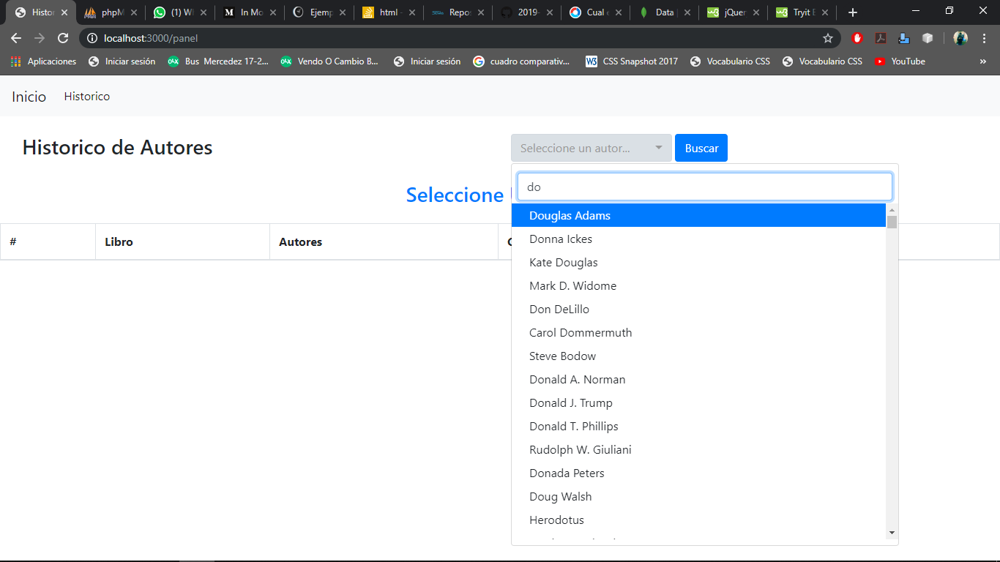 Histor
phpM
(1) W
In Mo
Ejemp
html
Repos
2019-
Cual
Data
jQuer
Tryit E
localhost:3000/panel
Aplicaciones
Iniciar sesión
Bus Mercedez 17-2...
Vendo O Cambio B...
Iniciar sesión
cuadro comparativ...
CSS Snapshot 2017
Vocabulario CSS
Vocabulario CSS
YouTube
»
Inicio
Historico
Historico de Autores
Seleccione un autor...
Buscar
do
Seleccione
Douglas Adams
# Libro Autores
Donna Ickes
Kate Douglas
Mark D. Widome
Don DeLillo
Carol Dommermuth
Steve Bodow
Donald A. Norman
Donald J. Trump
Donald T. Phillips
Rudolph W. Giuliani
Donada Peters
Doug Walsh
Herodotus